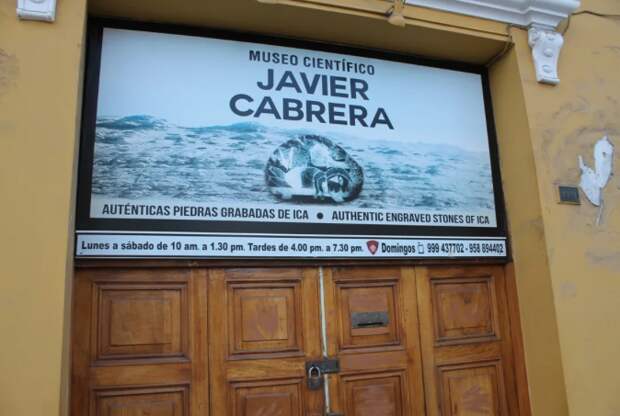 MUSEO CIENTÍFICO
JAVIER
CABRERA
AUTÉNTICAS PIEDRAS GRABADAS DE ICA • AUTHENTIC ENGRAVED STONES OF ICA
Lunes a sábado de 10 am. a 1.30 pm. Tardes de 4.00 pm. a 7.30 pm. Domingos 999 437702 - 958 894402